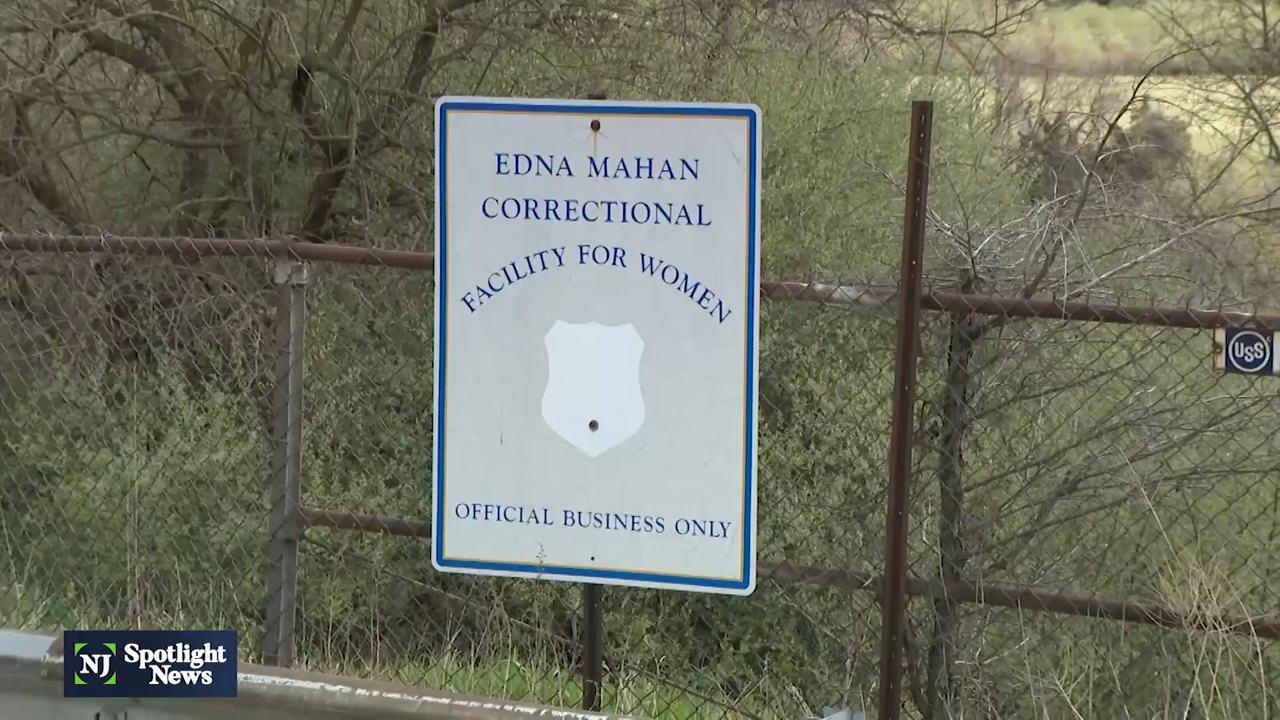 EDNA MAHAN
CORRECTIONAL
FACILITY FOR WOMEN
OFFICIAL BUSINESS ONLY
USS
NJ Spotlight
News